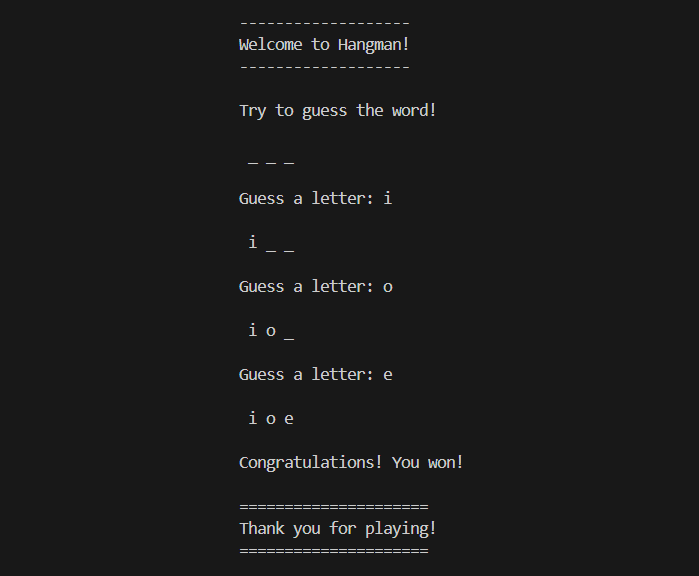 -------------------
Welcome to Hangman!
-------------------
Try to guess the word!
_ _ _
Guess a letter: i
i _ _
Guess a letter: o
i o _
Guess a letter: e
i o e
Congratulations! You won!
=====================
Thank you for playing!
=====================